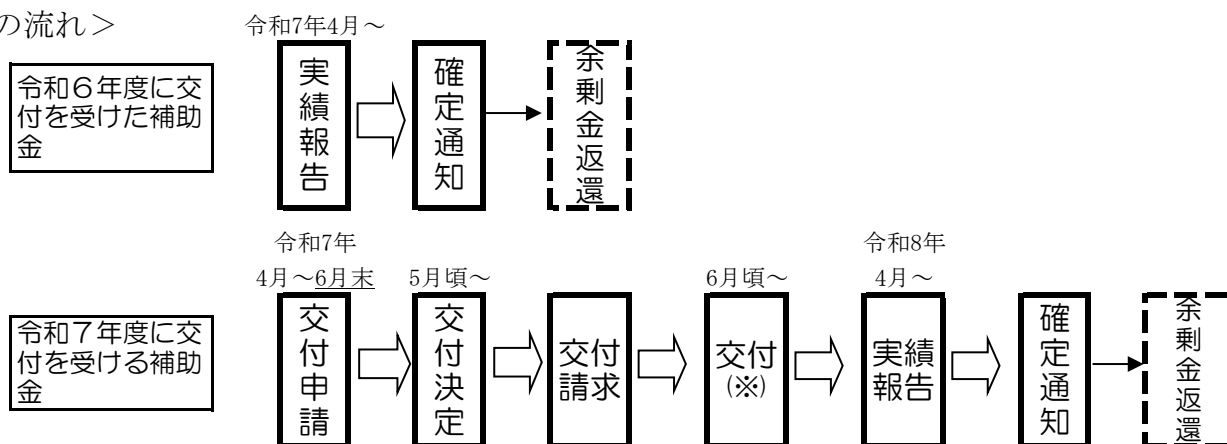 の流れ＞
令和7年4月～
令和６年度に交
付を受けた補助
金
実績報告
確定通知
余剰金返還
令和7年
4月～6月末
5月頃～
6月頃～
令和8年
4月～
令和７年度に交
付を受ける補助
金
交付申請
交付決定
交付
請求
交付
(※)
実績
報告
確定通知
余剰金返還